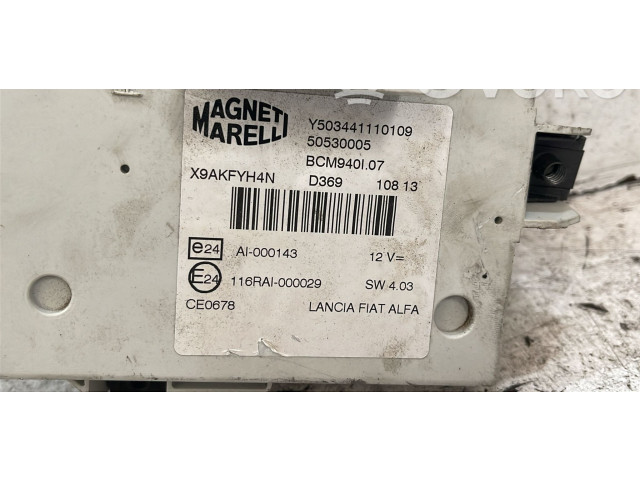 MAGNETI
MARELLI
Y503441110109
50530005
BCM940I.07
X9AKFYH4N D369 108 13
e24 AI-000143 12 V=
E24 116RAI-000029 SW 4.03
CE0678 LANCIA FIAT ALFA